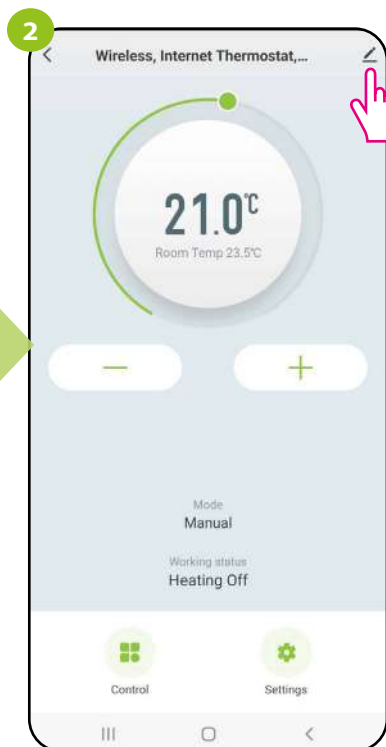 2
Wireless, Internet Thermostat,...
21.0℃
Room Temp 23.5℃
Mode
Manual
Working status
Heating Off
Control Settings